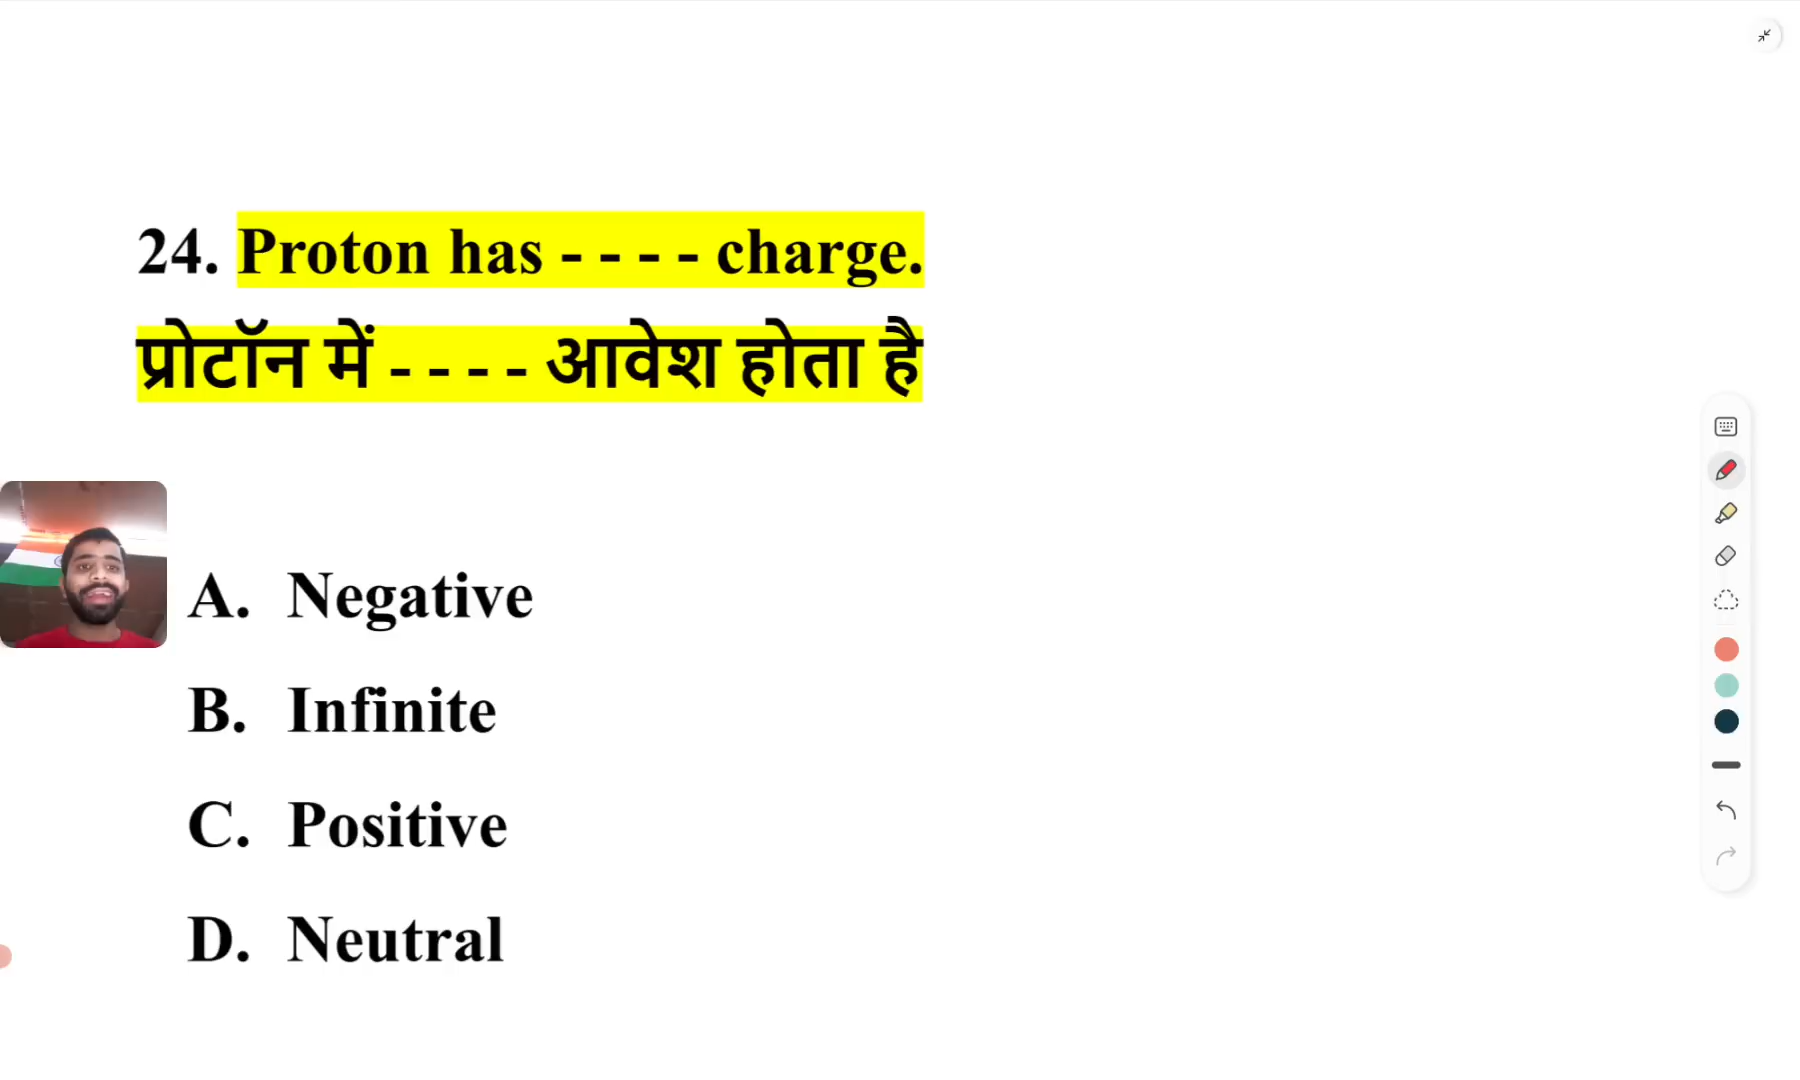 24. Proton has - - - - charge.
प्रोटॉन में - - - - आवेश होता है
A. Negative
B. Infinite
C. Positive
D. Neutral